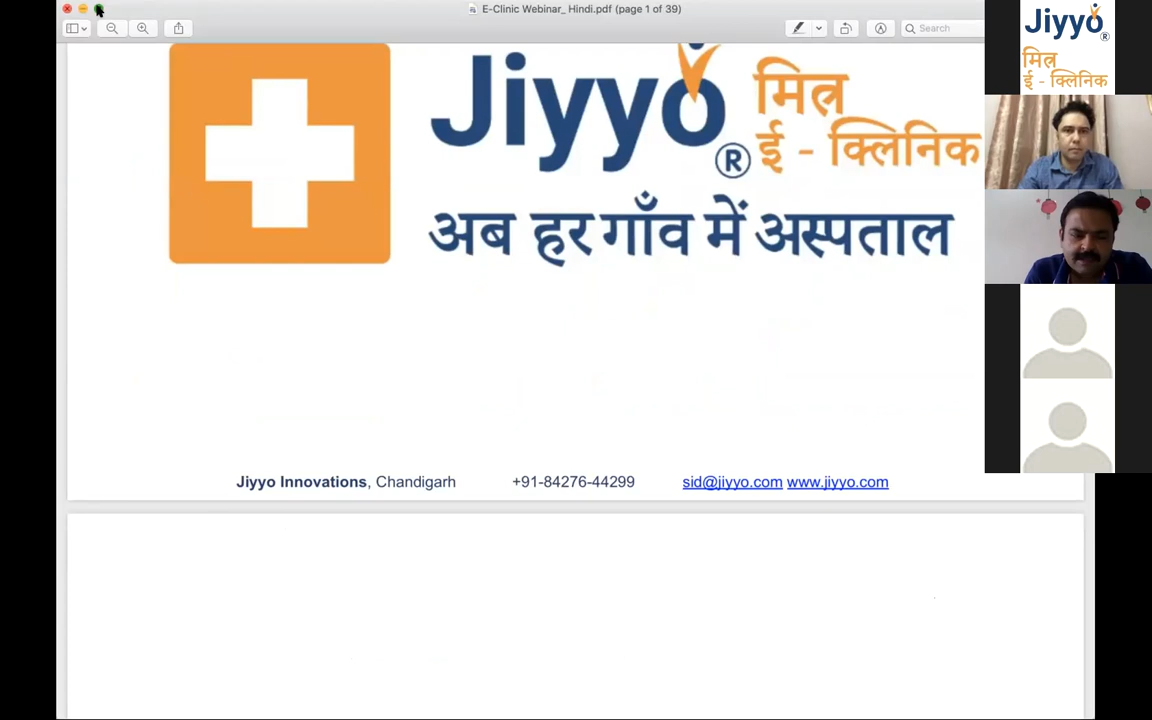 E-Clinic Webinar_ Hindi.pdf (page 1 of 39)
Search
Jiyyo®
मित्र
ई - क्लिनिक
अब हर गाँव में अस्पताल
Jiyyo Innovations, Chandigarh +91-84276-44299 sid@jiyyo.com www.jiyyo.com
Jiyyo®
मित्र
ई - क्लिनिक